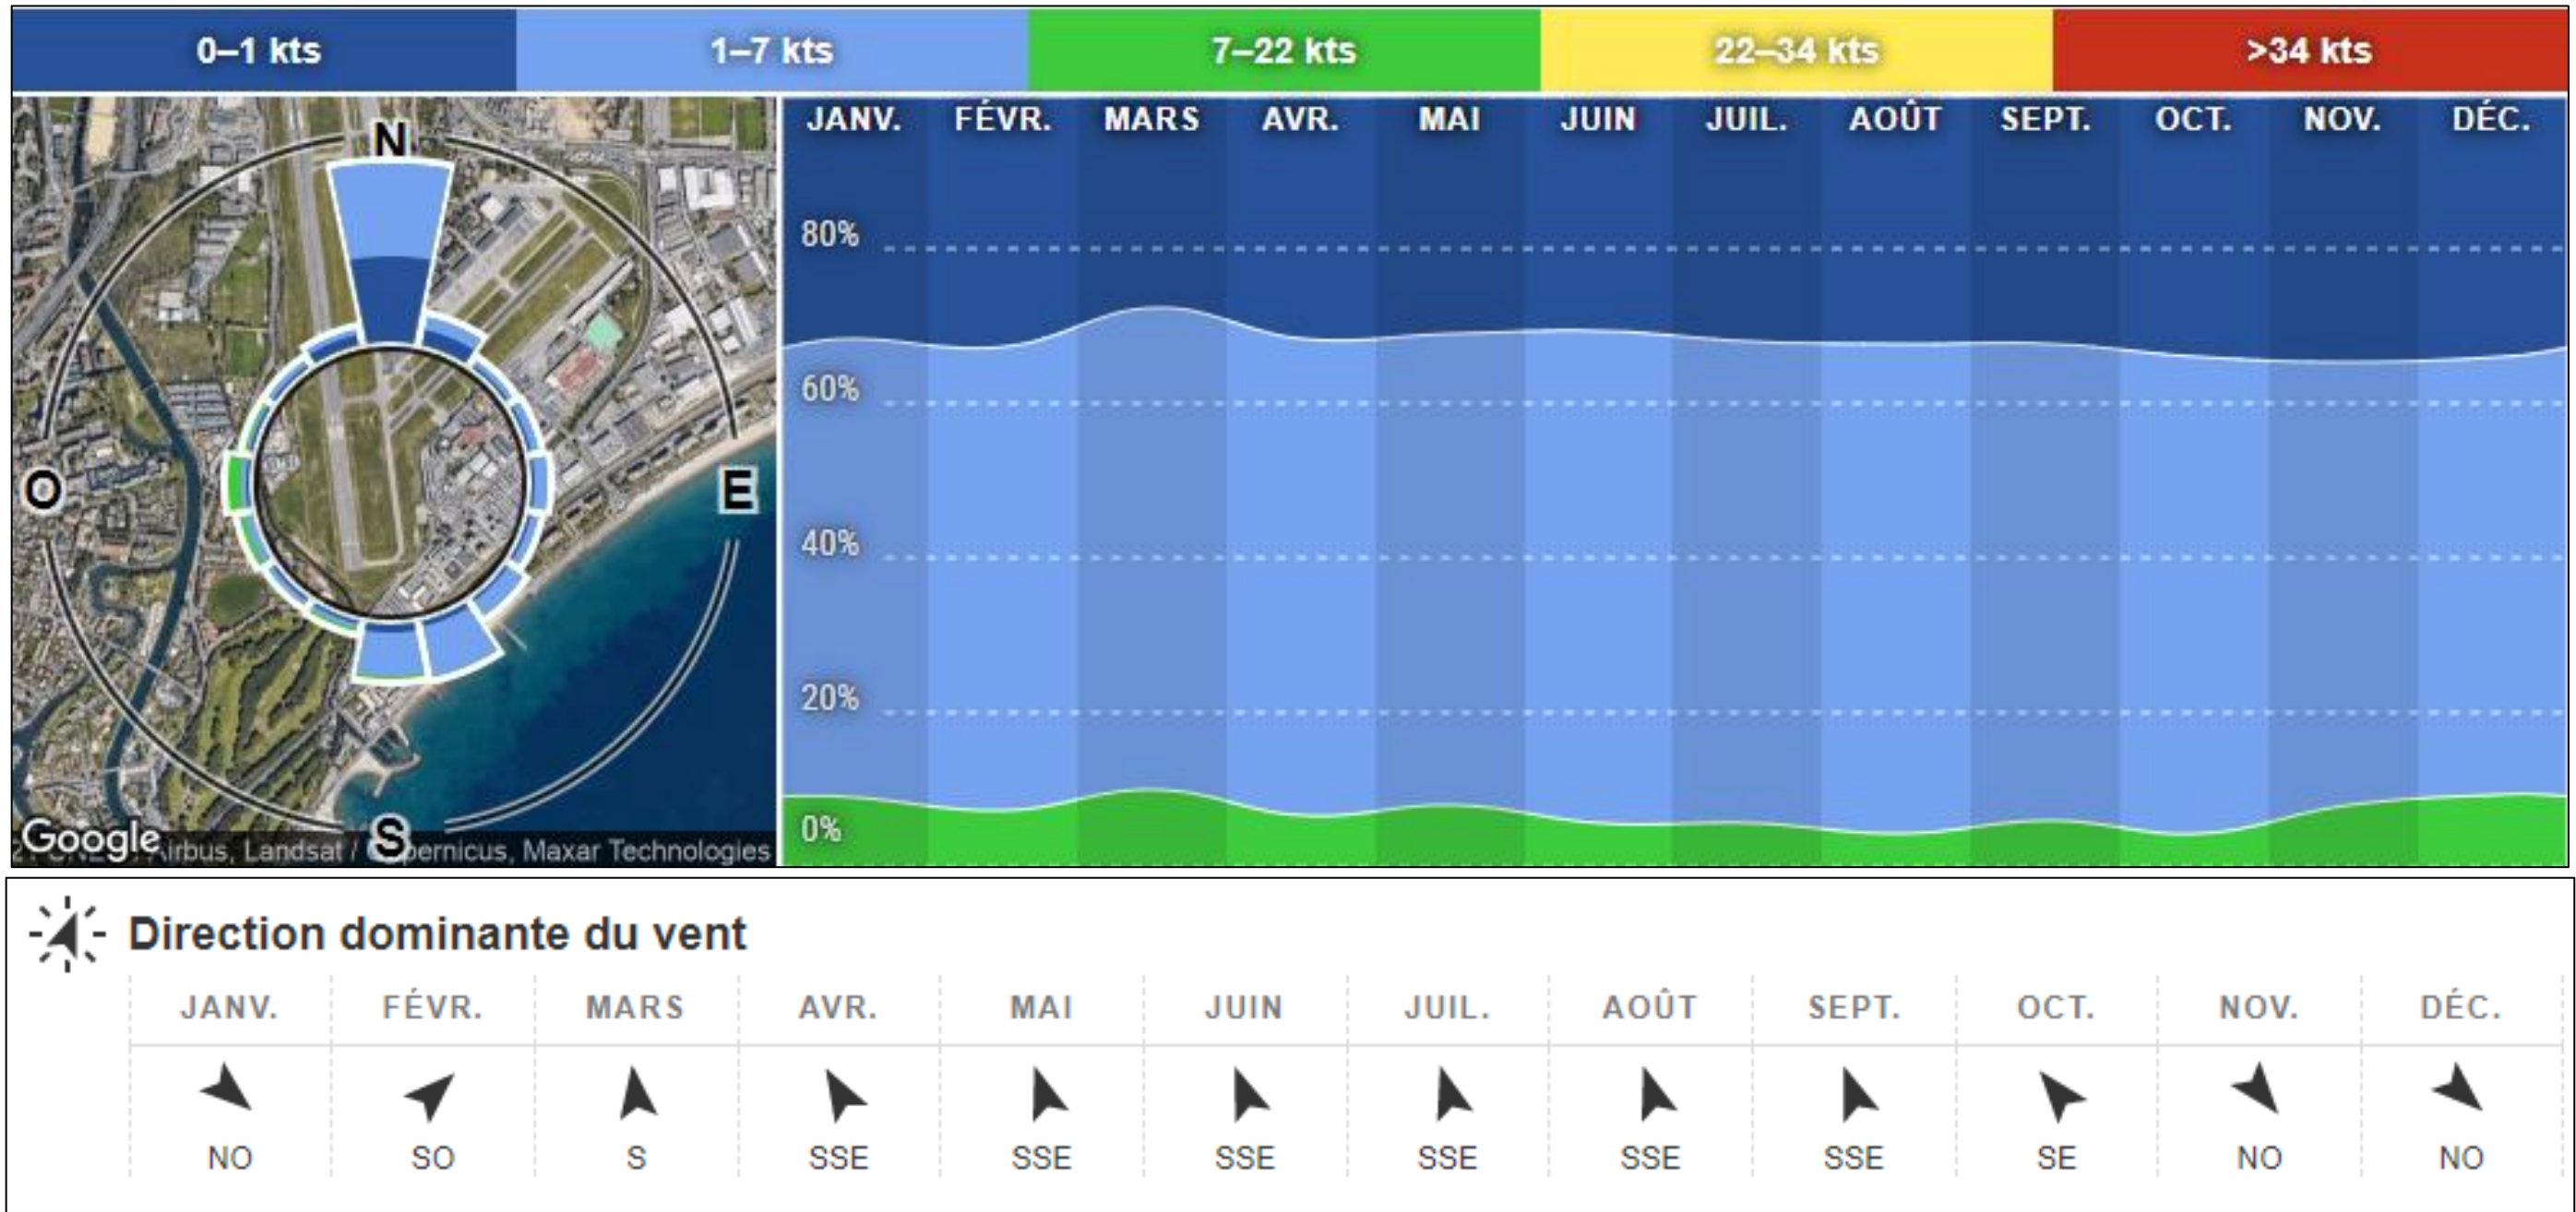 0–1 kts
1–7 kts
7–22 kts
22–34 kts
>34 kts
N
O
E
S
Google
Airbus, Landsat / Copernicus, Maxar Technologies
JANV. FÉVR. MARS AVR. MAI JUIN JUIL. AOÛT SEPT. OCT. NOV. DÉC.
80%
60%
40%
20%
0%
Direction dominante du vent
JANV. FÉVR. MARS AVR. MAI JUIN JUIL. AOÛT SEPT. OCT. NOV. DÉC.
NO SO S SSE SSE SSE SSE SSE SSE SE NO NO